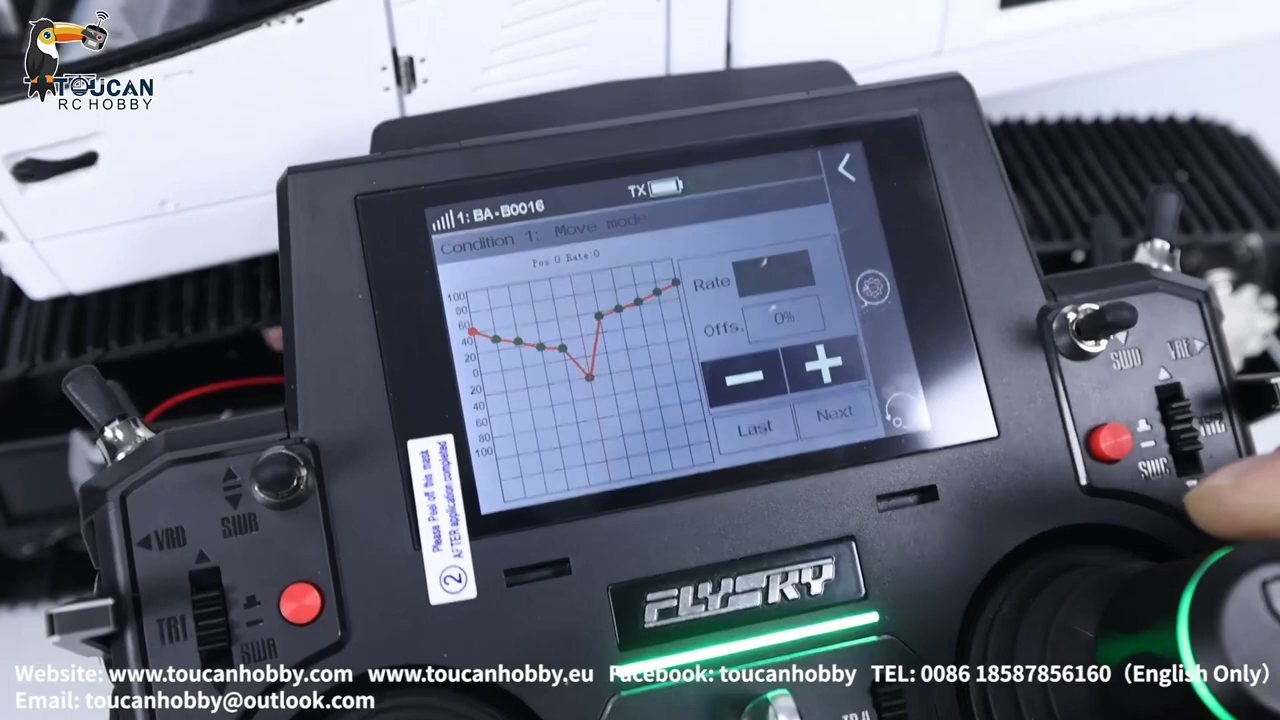 TOUCAN
RC HOBBY
1: BA-B0016
TX
Condition 1: Move mode
Pos 0 Rate 0
100
80
60
40
20
0
20
40
60
80
100
Rate
Offs.
0%
Last
Next
Please Peel off this mask
AFTER application completed
2
SWR
VRD
TR1
SWA
SWD
VRE
SWC
FLYSKY
Website: www.toucanhobby.com www.toucanhobby.eu Facebook: toucanhobby TEL: 0086 18587856160 (English Only)
Email: toucanhobby@outlook.com